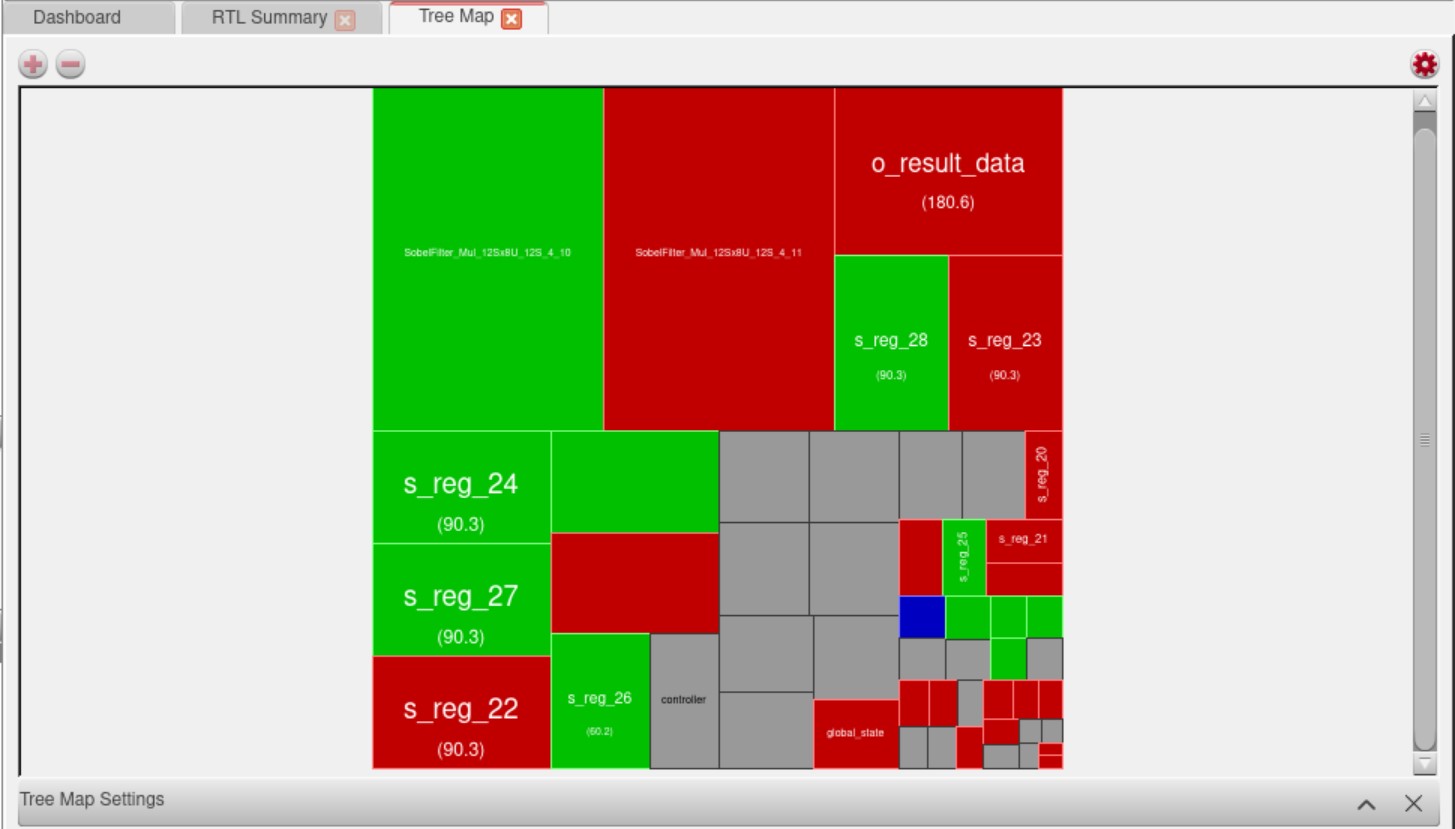 Dashboard
RTL Summary
Tree Map
o_result_data
(180.6)
SobelFilter_Mul_12Sx8U_12S_4_10
SobelFilter_Mul_12Sx8U_12S_4_11
s_reg_28
(90.3)
s_reg_23
(90.3)
s_reg_24
(90.3)
s_reg_20
s_reg_25
s_reg_21
s_reg_27
(90.3)
s_reg_22
(90.3)
s_reg_26
(60.2)
controller
global_state
Tree Map Settings